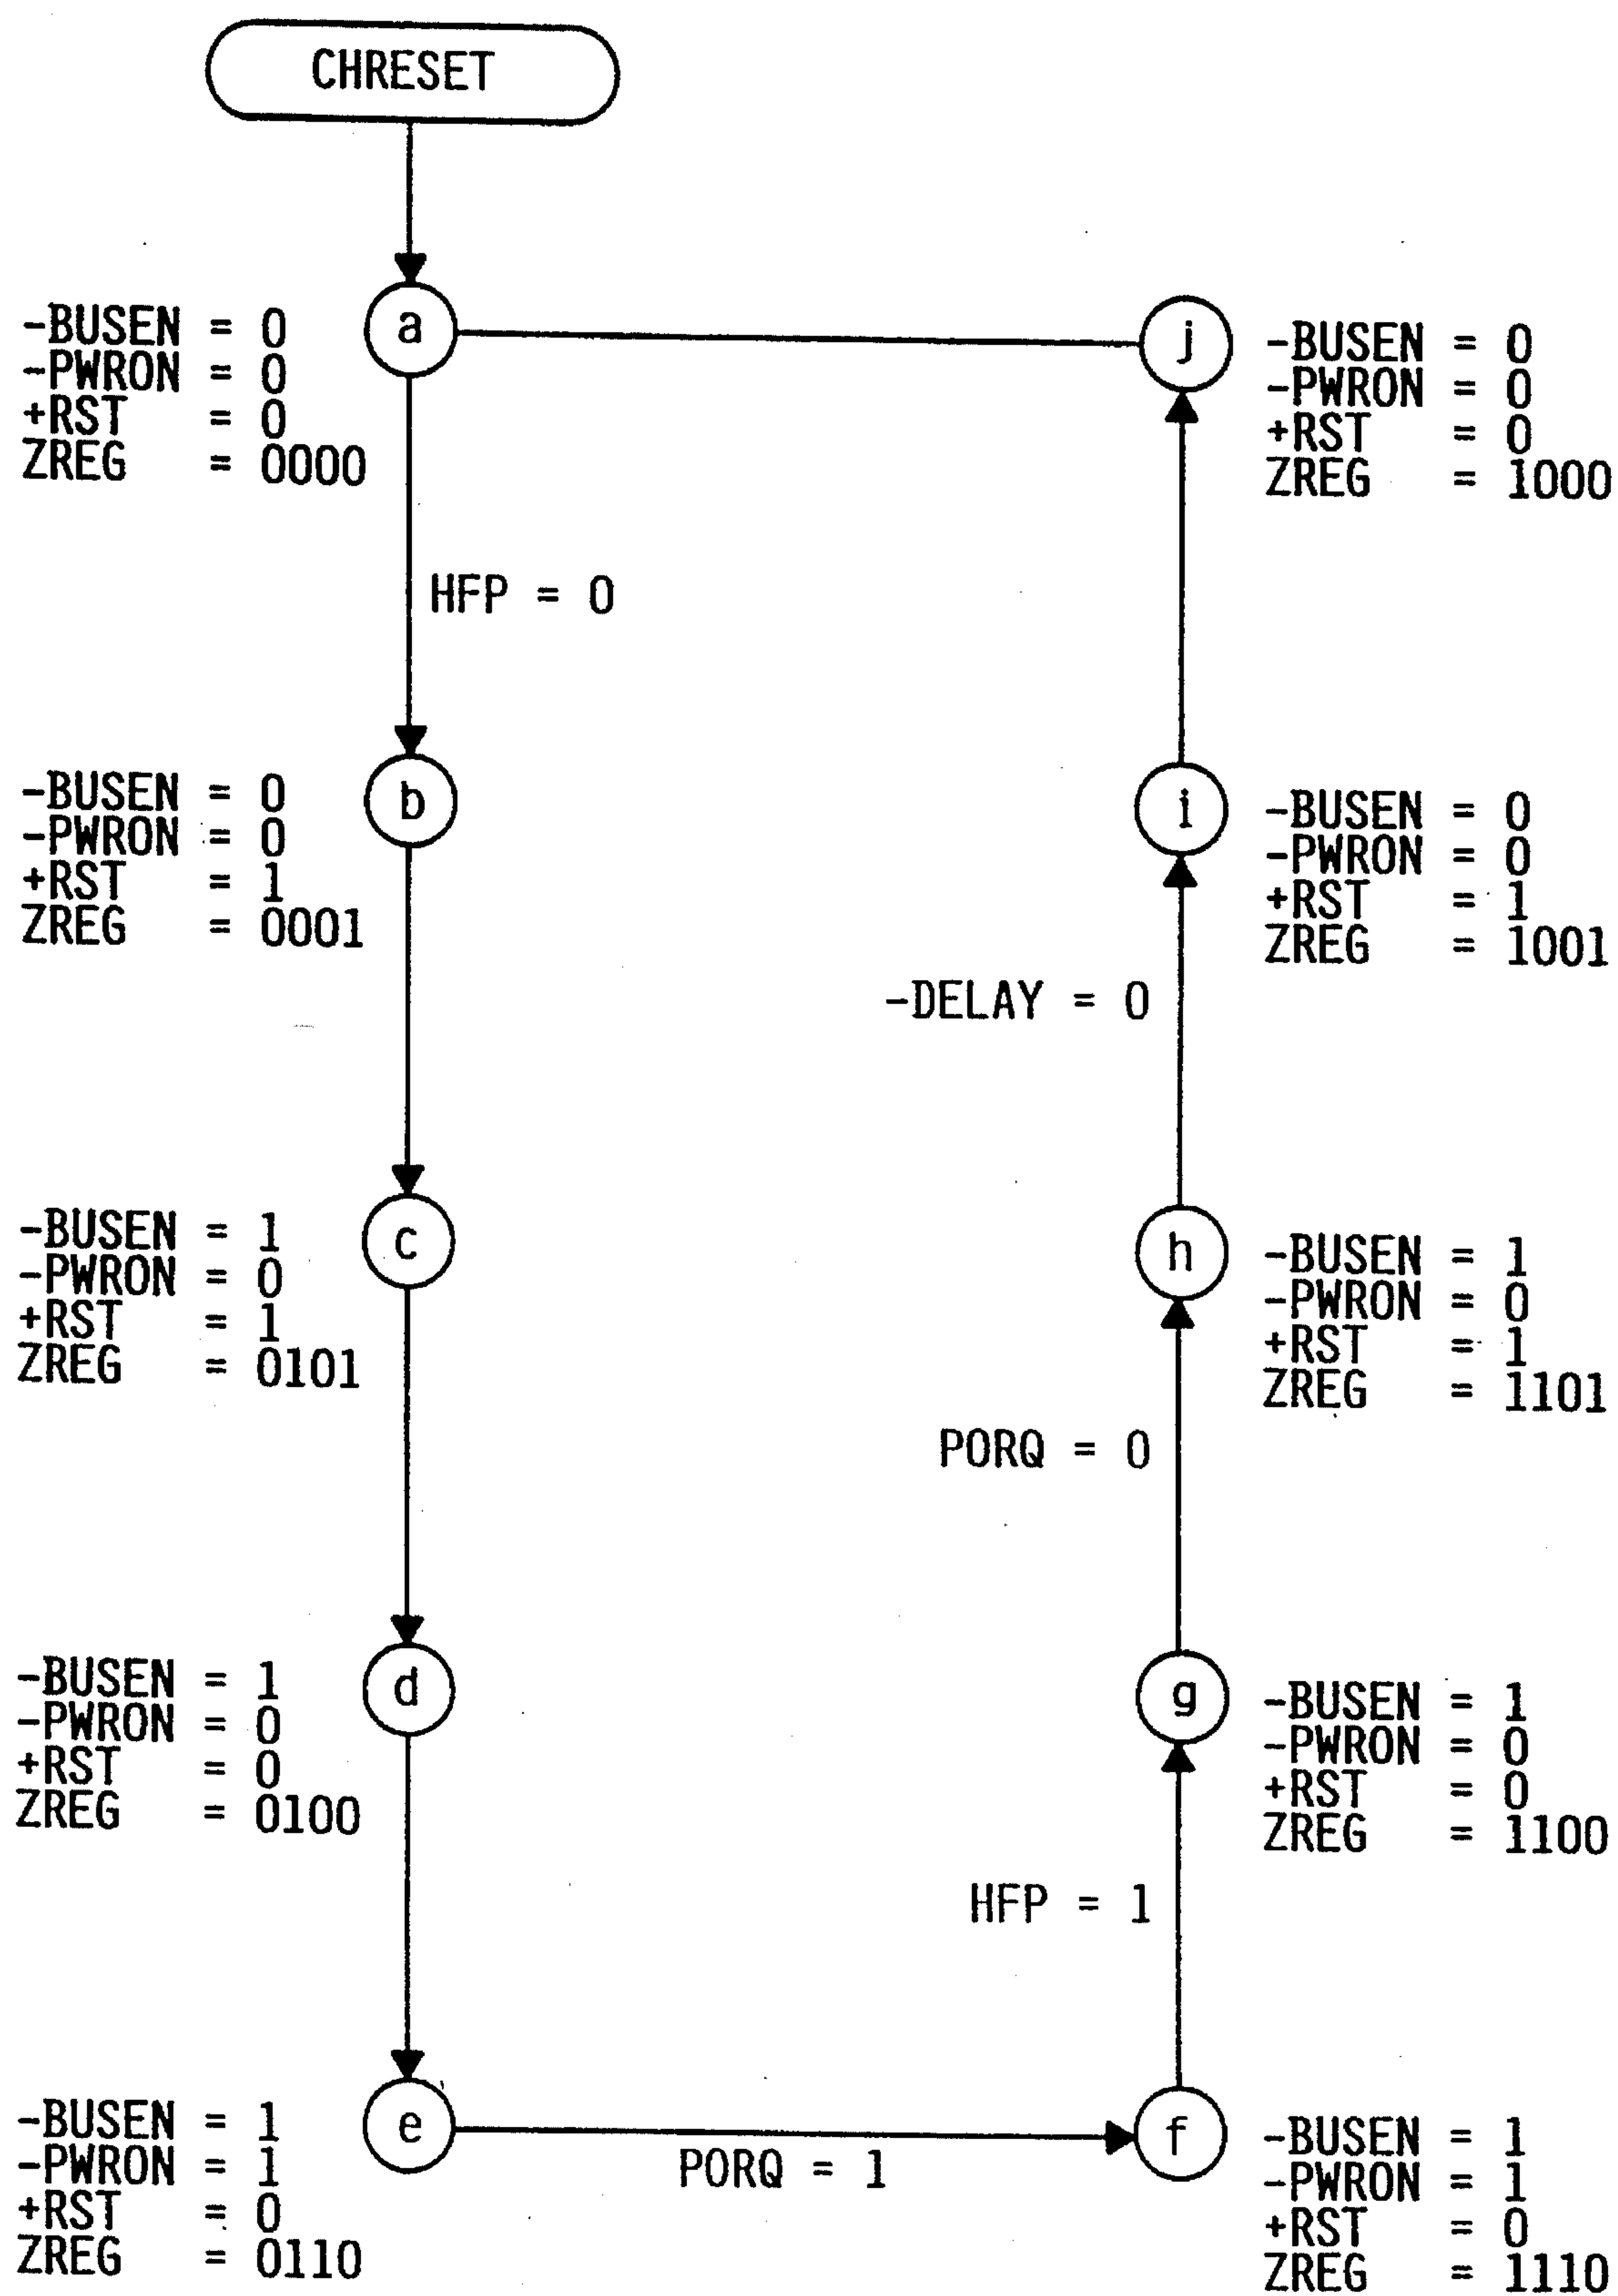 CHRESET
a
-BUSEN = 0
-PWRON = 0
+RST = 0
ZREG = 0000
j
-BUSEN = 0
-PWRON = 0
+RST = 0
ZREG = 1000
HFP = 0
b
-BUSEN = 0
-PWRON = 0
+RST = 1
ZREG = 0001
i
-BUSEN = 0
-PWRON = 0
+RST = 1
ZREG = 1001
-DELAY = 0
c
-BUSEN = 1
-PWRON = 0
+RST = 1
ZREG = 0101
h
-BUSEN = 1
-PWRON = 0
+RST = 1
ZREG = 1101
PORQ = 0
d
-BUSEN = 1
-PWRON = 0
+RST = 0
ZREG = 0100
g
-BUSEN = 1
-PWRON = 0
+RST = 0
ZREG = 1100
HFP = 1
e
-BUSEN = 1
-PWRON = 1
+RST = 0
ZREG = 0110
PORQ = 1
f
-BUSEN = 1
-PWRON = 1
+RST = 0
ZREG = 1110